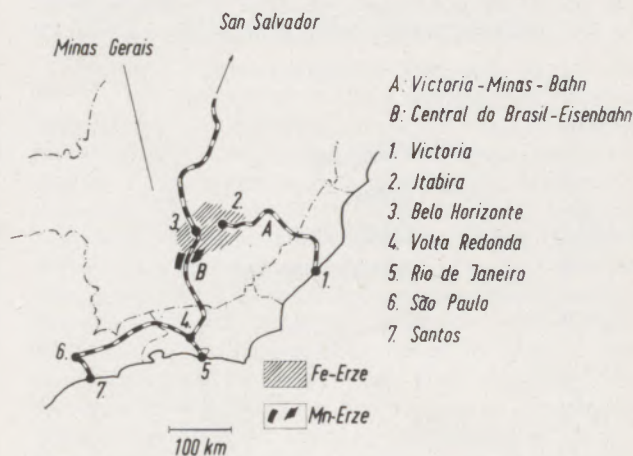 San Salvador
Minas Gerais
A: Victoria-Minas-Bahn
B: Central do Brasil-Eisenbahn
1. Victoria
2. Jtabira
3. Belo Horizonte
4. Volta Redonda
5. Rio de Janeiro
6. São Paulo
7. Santos
2.
A
3.
B
1.
4.
6.
5
7.
Fe-Erze
Mn-Erze
100 km